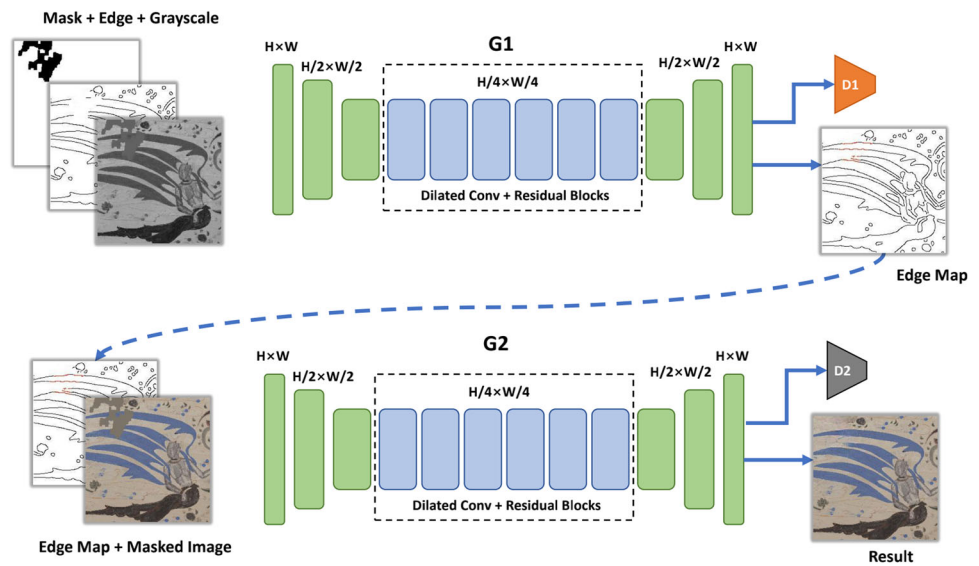 Mask + Edge + Grayscale
G1
H×W
H/2×W/2
H/4×W/4
H/2×W/2
H×W
D1
Dilated Conv + Residual Blocks
Edge Map
G2
H×W
H/2×W/2
H/4×W/4
H/2×W/2
H×W
D2
Dilated Conv + Residual Blocks
Edge Map + Masked Image
Result